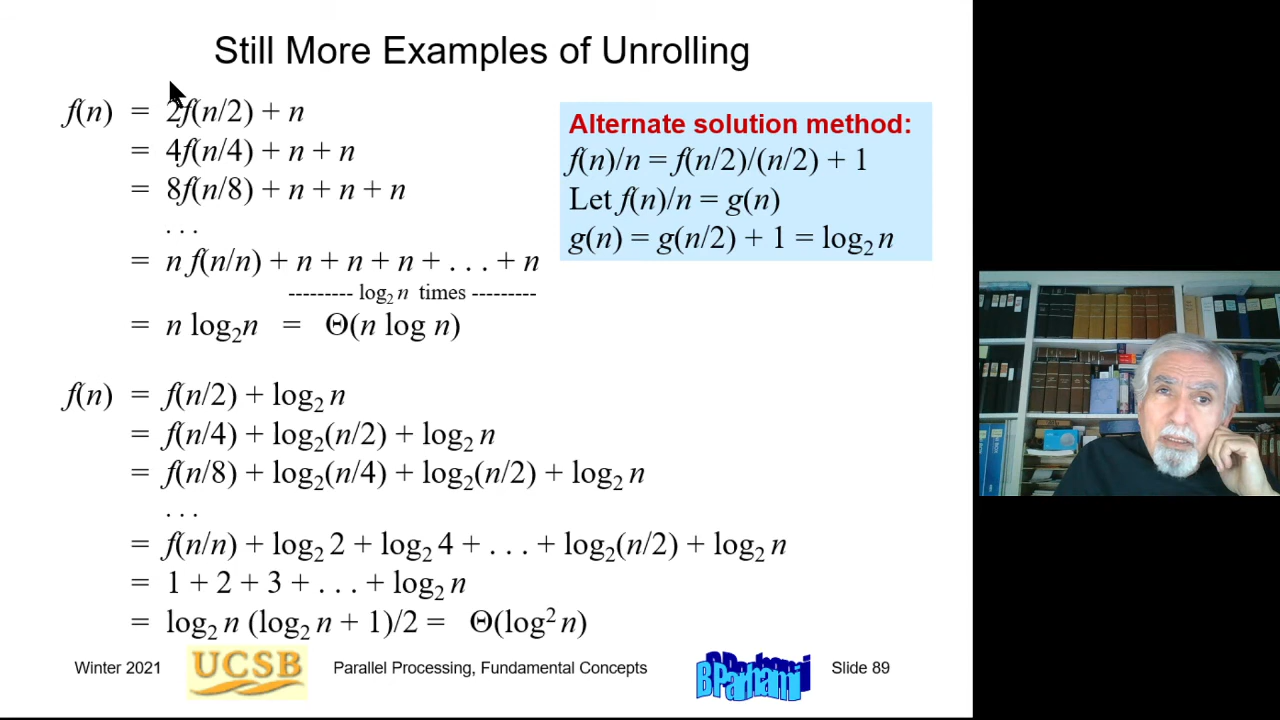 Still More Examples of Unrolling
f(n) = 2f(n/2) + n
= 4f(n/4) + n + n
= 8f(n/8) + n + n + n
. . .
= n f(n/n) + n + n + n + . . . + n
--------- log₂ n times ---------
= n log₂n = Θ(n log n)
Alternate solution method:
f(n)/n = f(n/2)/(n/2) + 1
Let f(n)/n = g(n)
g(n) = g(n/2) + 1 = log₂ n
f(n) = f(n/2) + log₂ n
= f(n/4) + log₂(n/2) + log₂ n
= f(n/8) + log₂(n/4) + log₂(n/2) + log₂ n
. . .
= f(n/n) + log₂ 2 + log₂ 4 + . . . + log₂(n/2) + log₂ n
= 1 + 2 + 3 + . . . + log₂ n
= log₂ n (log₂ n + 1)/2 = Θ(log² n)
Winter 2021
UCSB
Parallel Processing, Fundamental Concepts
B Parhami
Slide 89